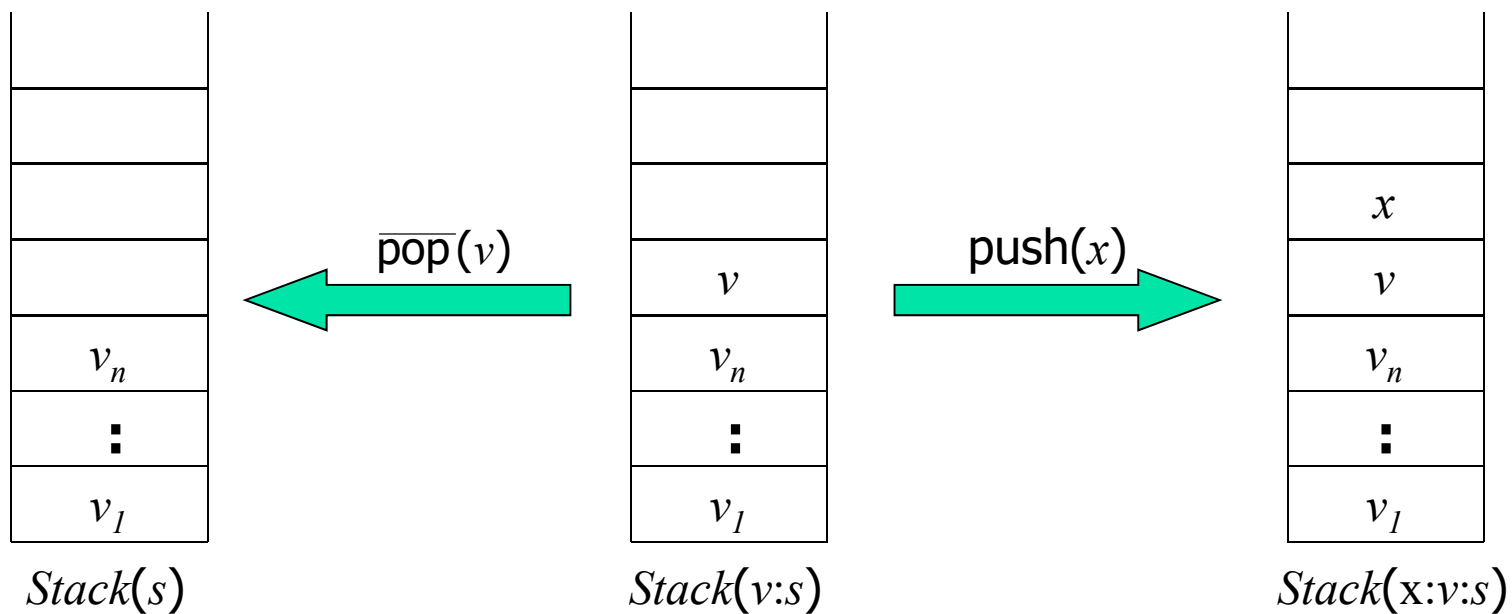 x
pop(v) push(x)
v v
v_n v_n v_n
⋮ ⋮ ⋮
v_1 v_1 v_1
Stack(s) Stack(v:s) Stack(x:v:s)